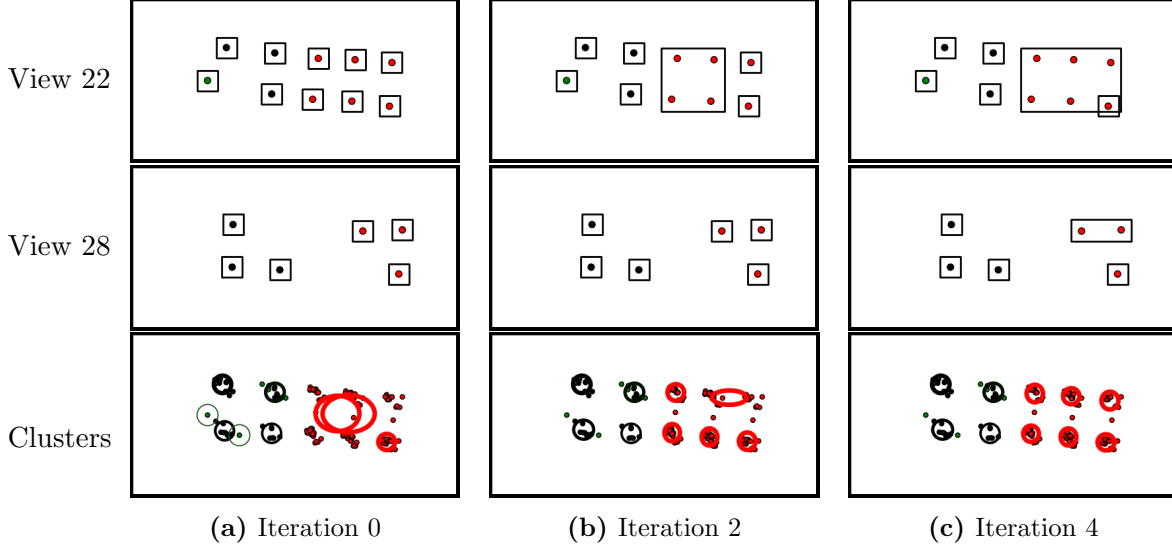 View 22
View 28
Clusters
(a) Iteration 0
(b) Iteration 2
(c) Iteration 4